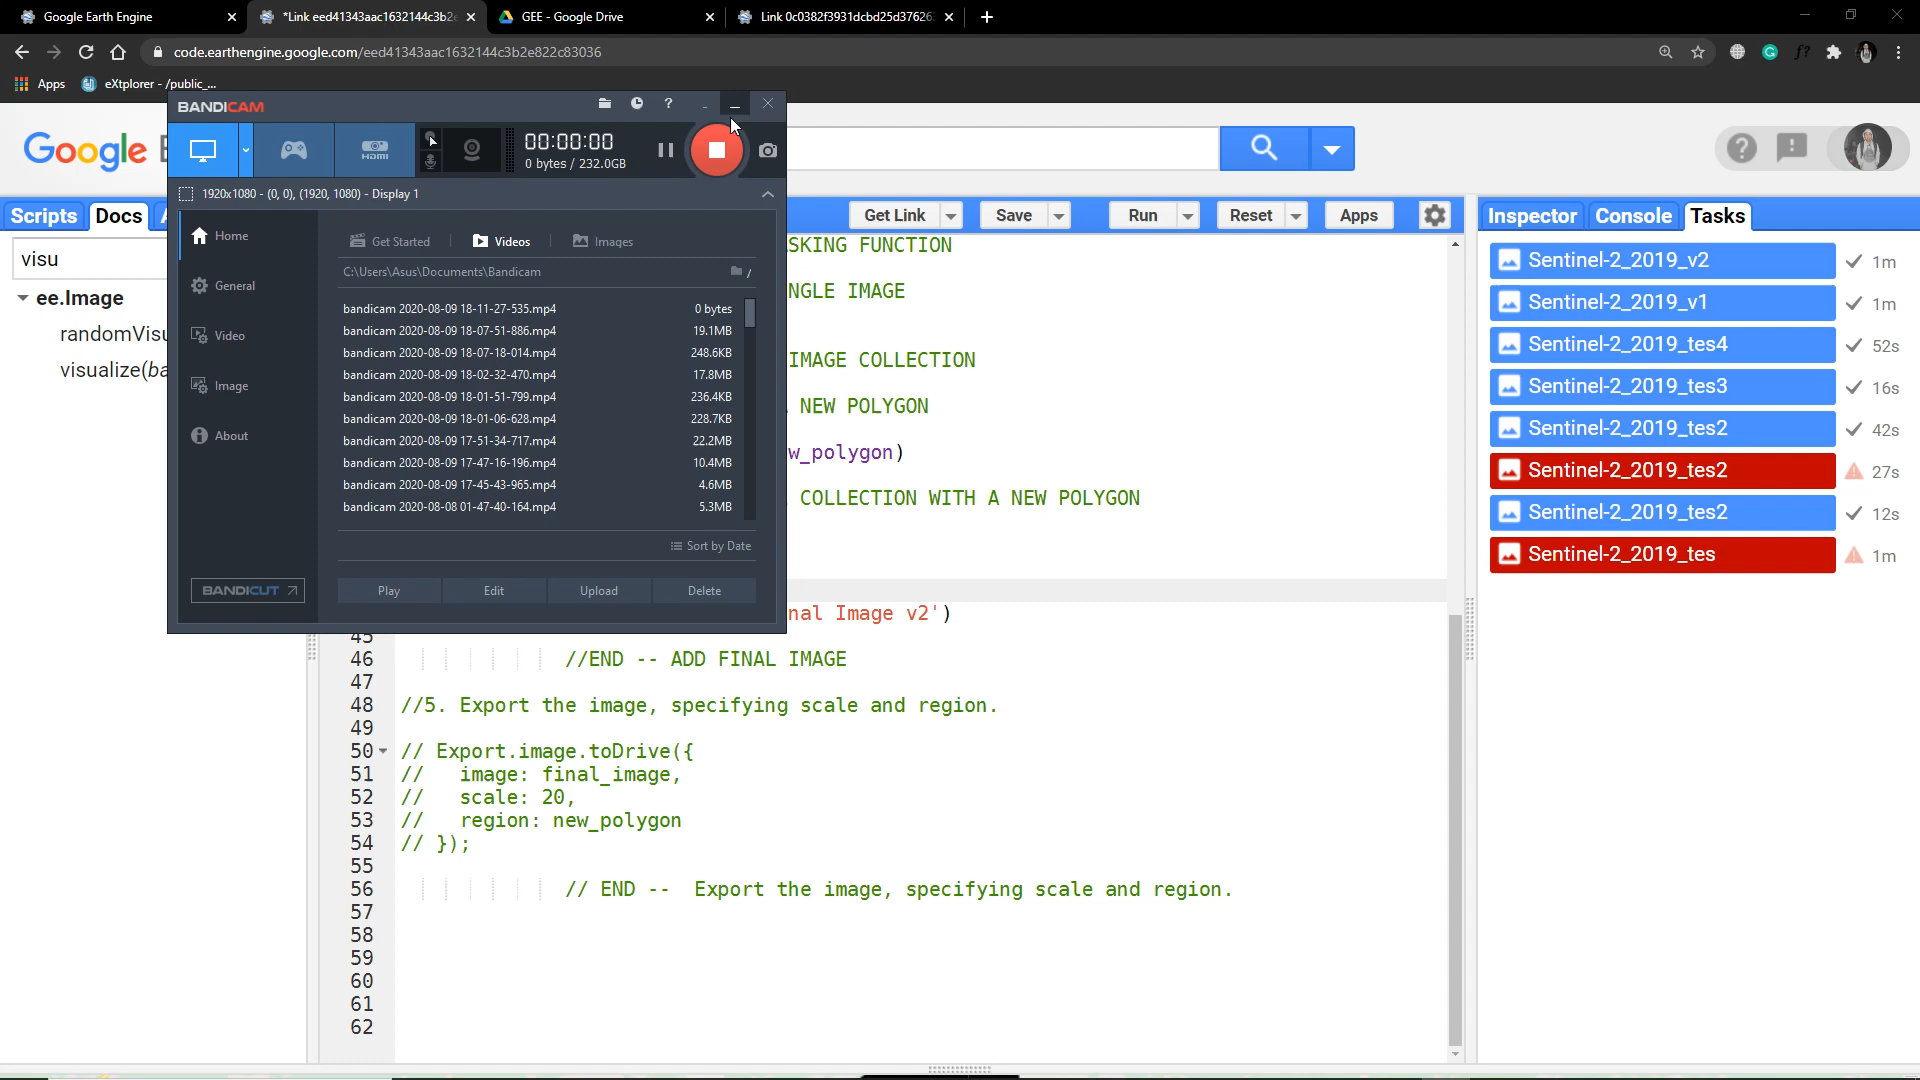 Google Earth Engine
*Link eed41343aac1632144c3b2e
GEE - Google Drive
Link 0c0382f3931dcbd25d37626
code.earthengine.google.com/eed41343aac1632144c3b2e822c83036
Apps
eXtplorer - /public_...
Google E
BANDICAM
00:00:00
0 bytes / 232.0GB
HDMI
1920x1080 - (0, 0), (1920, 1080) - Display 1
Home
General
Video
Image
About
BANDICUT
Get Started
Videos
Images
C:\Users\Asus\Documents\Bandicam
bandicam 2020-08-09 18-11-27-535.mp4 0 bytes
bandicam 2020-08-09 18-07-51-886.mp4 19.1MB
bandicam 2020-08-09 18-07-18-014.mp4 248.6KB
bandicam 2020-08-09 18-02-32-470.mp4 17.8MB
bandicam 2020-08-09 18-01-51-799.mp4 236.4KB
bandicam 2020-08-09 18-01-06-628.mp4 228.7KB
bandicam 2020-08-09 17-51-34-717.mp4 22.2MB
bandicam 2020-08-09 17-47-16-196.mp4 10.4MB
bandicam 2020-08-09 17-45-43-965.mp4 4.6MB
bandicam 2020-08-08 01-47-40-164.mp4 5.3MB
Sort by Date
Play Edit Upload Delete
Scripts Docs A
visu
ee.Image
randomVisu
visualize(ba
Get Link Save Run Reset Apps
SKING FUNCTION
NGLE IMAGE
IMAGE COLLECTION
NEW POLYGON
w_polygon)
COLLECTION WITH A NEW POLYGON
nal Image v2')
45
46 //END -- ADD FINAL IMAGE
47
48 //5. Export the image, specifying scale and region.
49
50 // Export.image.toDrive({
51 // image: final_image,
52 // scale: 20,
53 // region: new_polygon
54 // });
55
56 // END -- Export the image, specifying scale and region.
57
58
59
60
61
62
Inspector Console Tasks
Sentinel-2_2019_v2 1m
Sentinel-2_2019_v1 1m
Sentinel-2_2019_tes4 52s
Sentinel-2_2019_tes3 16s
Sentinel-2_2019_tes2 42s
Sentinel-2_2019_tes2 27s
Sentinel-2_2019_tes2 12s
Sentinel-2_2019_tes 1m